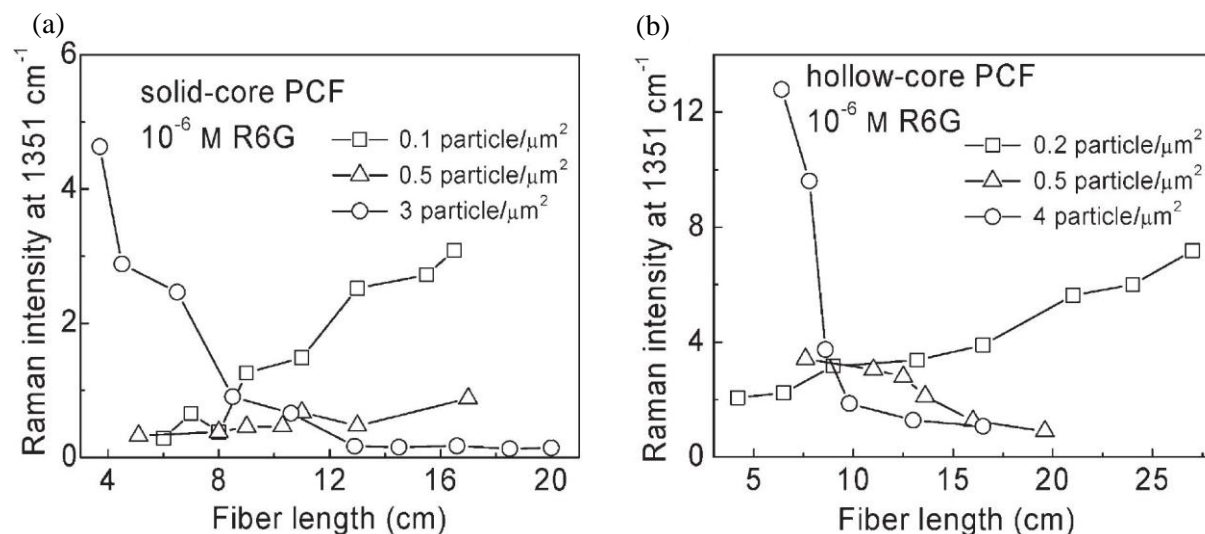 (a)
solid-core PCF
10⁻⁶ M R6G
0.1 particle/μm²
0.5 particle/μm²
3 particle/μm²
Raman intensity at 1351 cm⁻¹
6
4
2
0
4 8 12 16 20
Fiber length (cm)
(b)
hollow-core PCF
10⁻⁶ M R6G
0.2 particle/μm²
0.5 particle/μm²
4 particle/μm²
Raman intensity at 1351 cm⁻¹
12
8
4
0
5 10 15 20 25
Fiber length (cm)